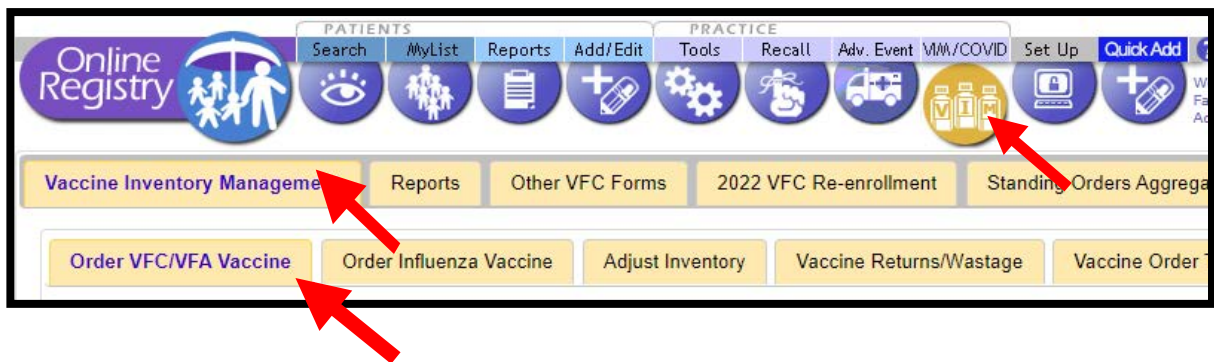 PATIENTS PRACTICE
Online Registry
Search MyList Reports Add/Edit Tools Recall Adv. Event VIM/COVID Set Up Quick Add
VIM
Vaccine Inventory Reports Other VFC Forms 2022 VFC Re-enrollment Standing Orders
Order VFC/VFA Vaccine Order Influenza Vaccine Adjust Inventory Vaccine Returns/Wastage Vaccine Order